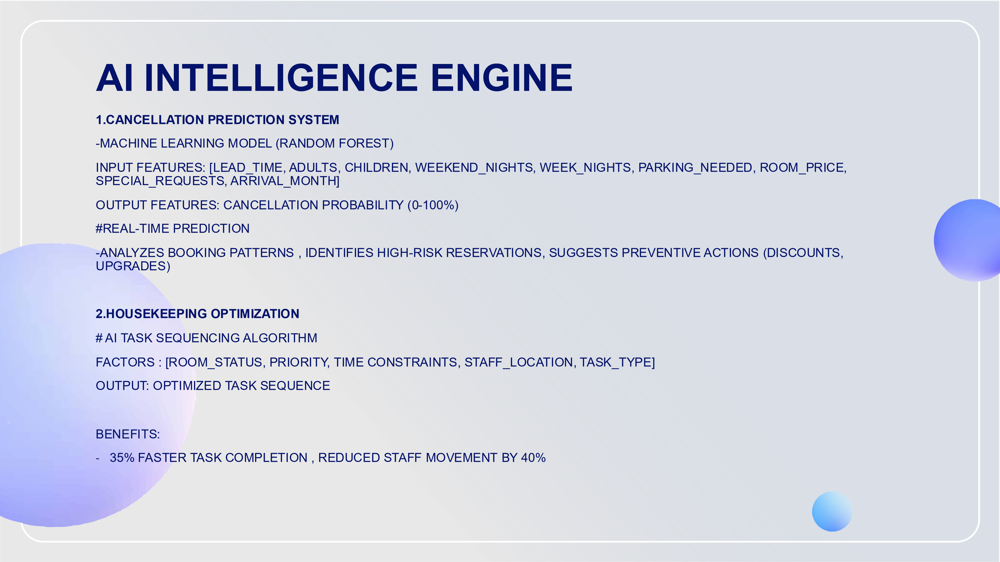 AI INTELLIGENCE ENGINE
1.CANCELLATION PREDICTION SYSTEM
-MACHINE LEARNING MODEL (RANDOM FOREST)
INPUT FEATURES: [LEAD_TIME, ADULTS, CHILDREN, WEEKEND_NIGHTS, WEEK_NIGHTS, PARKING_NEEDED, ROOM_PRICE,
SPECIAL_REQUESTS, ARRIVAL_MONTH]
OUTPUT FEATURES: CANCELLATION PROBABILITY (0-100%)
#REAL-TIME PREDICTION
-ANALYZES BOOKING PATTERNS , IDENTIFIES HIGH-RISK RESERVATIONS, SUGGESTS PREVENTIVE ACTIONS (DISCOUNTS,
UPGRADES)
2.HOUSEKEEPING OPTIMIZATION
# AI TASK SEQUENCING ALGORITHM
FACTORS : [ROOM_STATUS, PRIORITY, TIME CONSTRAINTS, STAFF_LOCATION, TASK_TYPE]
OUTPUT: OPTIMIZED TASK SEQUENCE
BENEFITS:
- 35% FASTER TASK COMPLETION , REDUCED STAFF MOVEMENT BY 40%